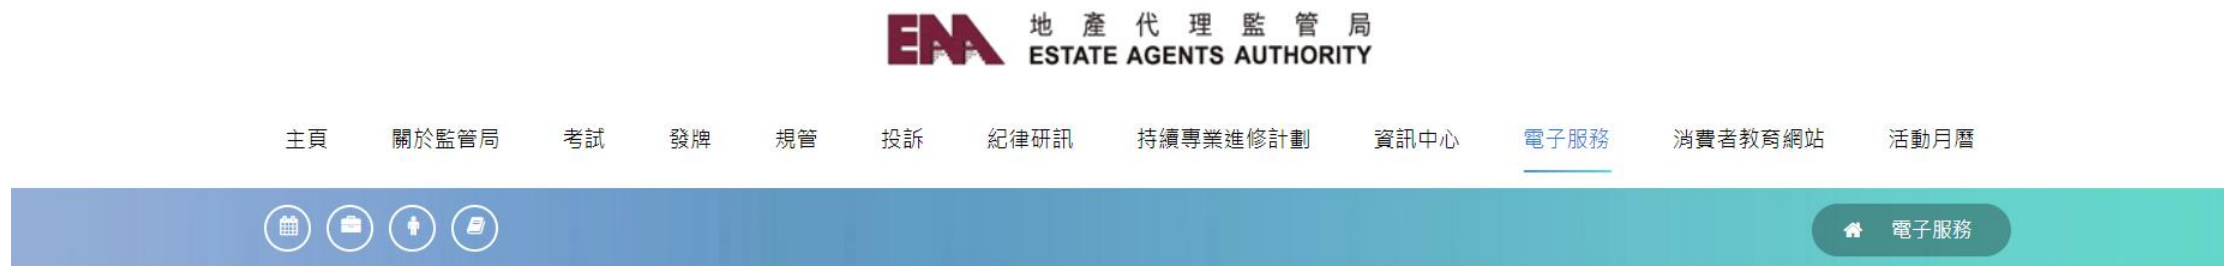 地產代理監管局
ESTATE AGENTS AUTHORITY
主頁 關於監管局 考試 發牌 規管 投訴 紀律研訊 持續專業進修計劃 資訊中心 電子服務 消費者教育網站 活動月曆
電子服務